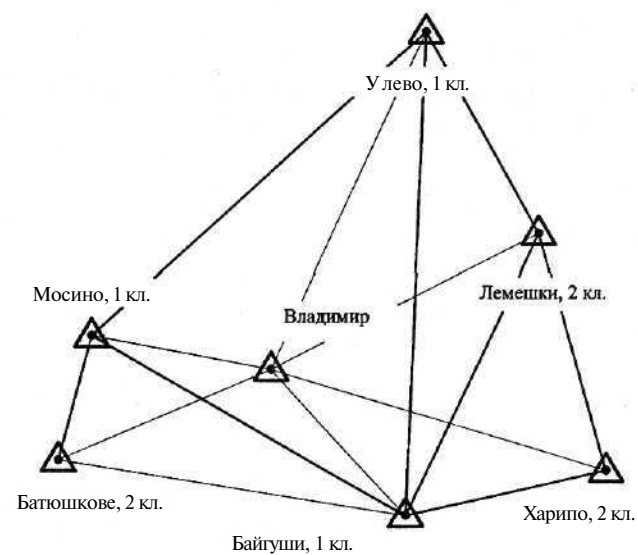 Улево, 1 кл.
Мосино, 1 кл.
Лемешки, 2 кл.
Владимир
Батюшкове, 2 кл.
Харипо, 2 кл.
Байгуши, 1 кл.